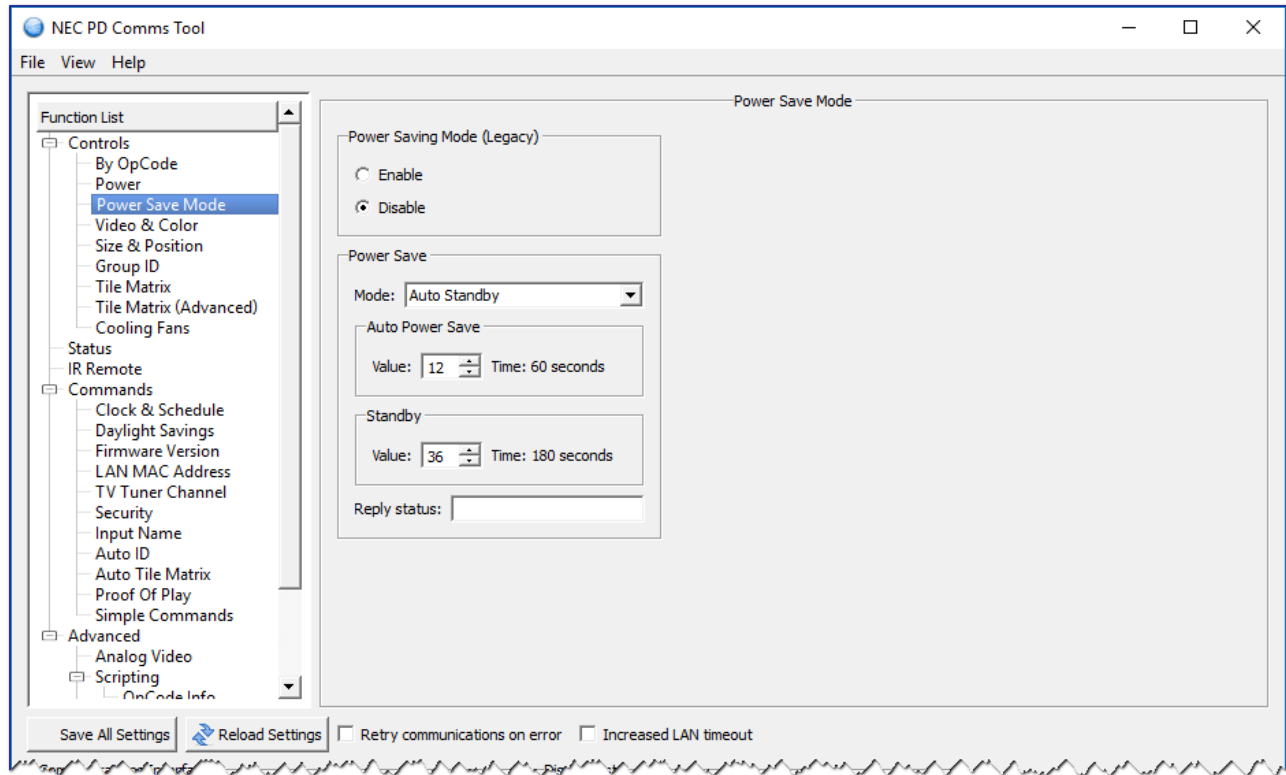 NEC PD Comms Tool
File View Help
Function List
Controls
By OpCode
Power
Power Save Mode
Video & Color
Size & Position
Group ID
Tile Matrix
Tile Matrix (Advanced)
Cooling Fans
Status
IR Remote
Commands
Clock & Schedule
Daylight Savings
Firmware Version
LAN MAC Address
TV Tuner Channel
Security
Input Name
Auto ID
Auto Tile Matrix
Proof Of Play
Simple Commands
Advanced
Analog Video
Scripting
OpCode Info
Power Save Mode
Power Saving Mode (Legacy)
Enable
Disable
Power Save
Mode: Auto Standby
Auto Power Save
Value: 12 Time: 60 seconds
Standby
Value: 36 Time: 180 seconds
Reply status:
Save All Settings Reload Settings Retry communications on error Increased LAN timeout